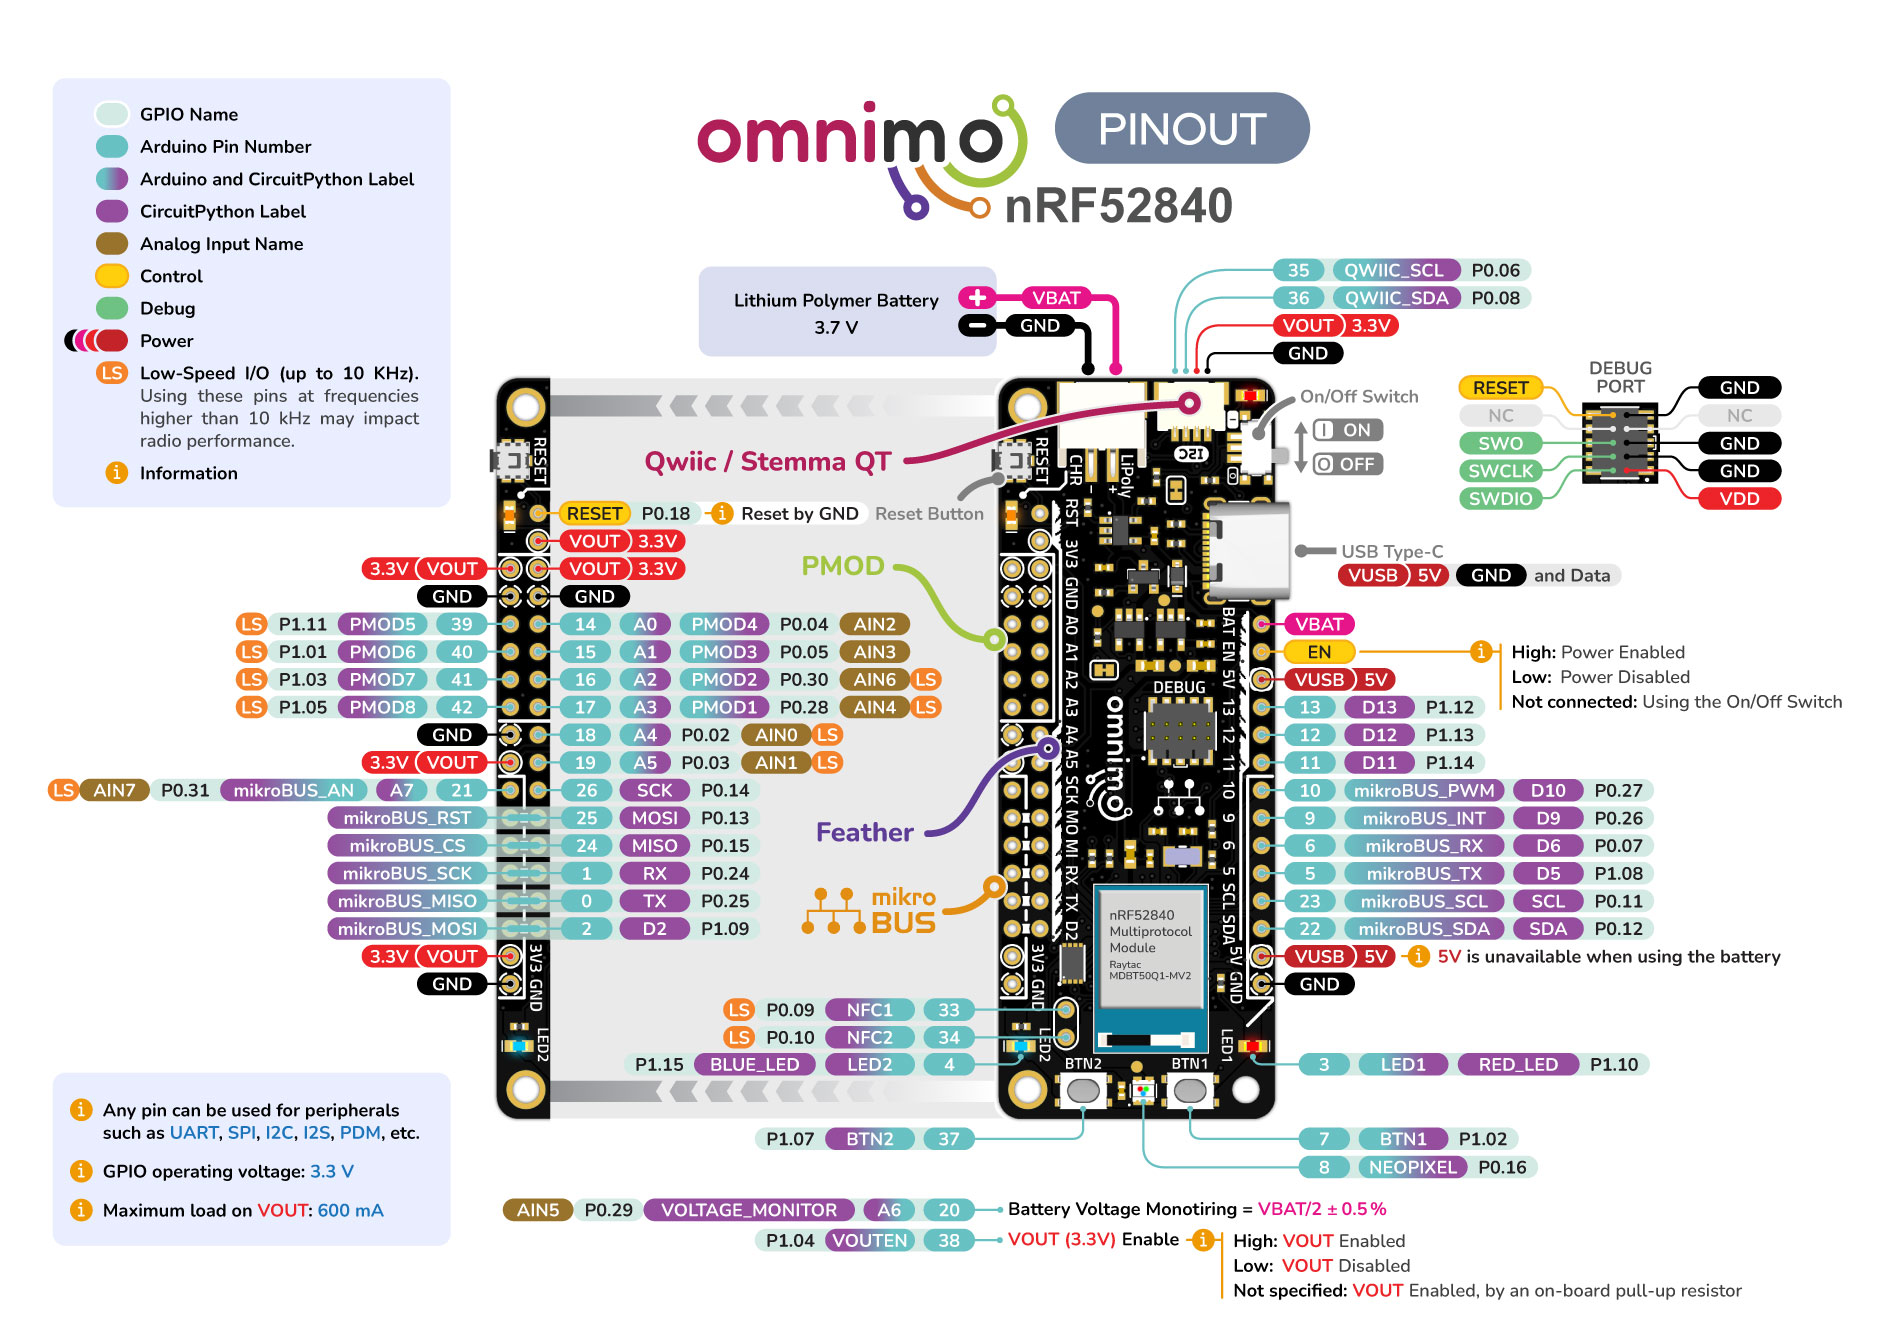 GPIO Name
Arduino Pin Number
Arduino and CircuitPython Label
CircuitPython Label
Analog Input Name
Control
Debug
Power
LS Low-Speed I/O (up to 10 KHz).
Using these pins at frequencies
higher than 10 kHz may impact
radio performance.
i Information
omnimo PINOUT
nRF52840
Lithium Polymer Battery
3.7 V
+ VBAT
− GND
35 QWIIC_SCL P0.06
36 QWIIC_SDA P0.08
VOUT 3.3V
GND
DEBUG
PORT
RESET GND
NC NC
SWO GND
SWCLK GND
SWDIO VDD
On/Off Switch
I ON
O OFF
Qwiic / Stemma QT
Reset Button
USB Type-C
VUSB 5V GND and Data
PMOD
Feather
mikro
BUS
RESET P0.18 i Reset by GND
VOUT 3.3V
3.3V VOUT VOUT 3.3V
GND GND
LS P1.11 PMOD5 39 14 A0 PMOD4 P0.04 AIN2
LS P1.01 PMOD6 40 15 A1 PMOD3 P0.05 AIN3
LS P1.03 PMOD7 41 16 A2 PMOD2 P0.30 AIN6 LS
LS P1.05 PMOD8 42 17 A3 PMOD1 P0.28 AIN4 LS
GND 18 A4 P0.02 AIN0 LS
3.3V VOUT 19 A5 P0.03 AIN1 LS
LS AIN7 P0.31 mikroBUS_AN A7 21 26 SCK P0.14
mikroBUS_RST 25 MOSI P0.13
mikroBUS_CS 24 MISO P0.15
mikroBUS_SCK 1 RX P0.24
mikroBUS_MISO 0 TX P0.25
mikroBUS_MOSI 2 D2 P1.09
3.3V VOUT
GND
RESET
3V3 GND
LED2
RESET
CHR
LiPoly
− +
I2C
I
O
RST 3V3 GND A0 A1 A2 A3 A4 A5 SCK MO MI RX TX D2
3V3 GND
LED2
BAT EN 5V 13 12 11 10 9 6 5 SCL SDA 5V GND
LED1
DEBUG
omnimo
nRF52840
Multiprotocol
Module
Raytac
MDBT50Q1-MV2
BTN2 BTN1
VBAT
EN i High: Power Enabled
Low: Power Disabled
Not connected: Using the On/Off Switch
VUSB 5V
13 D13 P1.12
12 D12 P1.13
11 D11 P1.14
10 mikroBUS_PWM D10 P0.27
9 mikroBUS_INT D9 P0.26
6 mikroBUS_RX D6 P0.07
5 mikroBUS_TX D5 P1.08
23 mikroBUS_SCL SCL P0.11
22 mikroBUS_SDA SDA P0.12
VUSB 5V i 5V is unavailable when using the battery
GND
LS P0.09 NFC1 33
LS P0.10 NFC2 34
P1.15 BLUE_LED LED2 4
3 LED1 RED_LED P1.10
P1.07 BTN2 37
7 BTN1 P1.02
8 NEOPIXEL P0.16
i Any pin can be used for peripherals
such as UART, SPI, I2C, I2S, PDM, etc.
i GPIO operating voltage: 3.3 V
i Maximum load on VOUT: 600 mA
AIN5 P0.29 VOLTAGE_MONITOR A6 20 Battery Voltage Monotiring = VBAT/2 ± 0.5 %
P1.04 VOUTEN 38 VOUT (3.3V) Enable i High: VOUT Enabled
Low: VOUT Disabled
Not specified: VOUT Enabled, by an on-board pull-up resistor